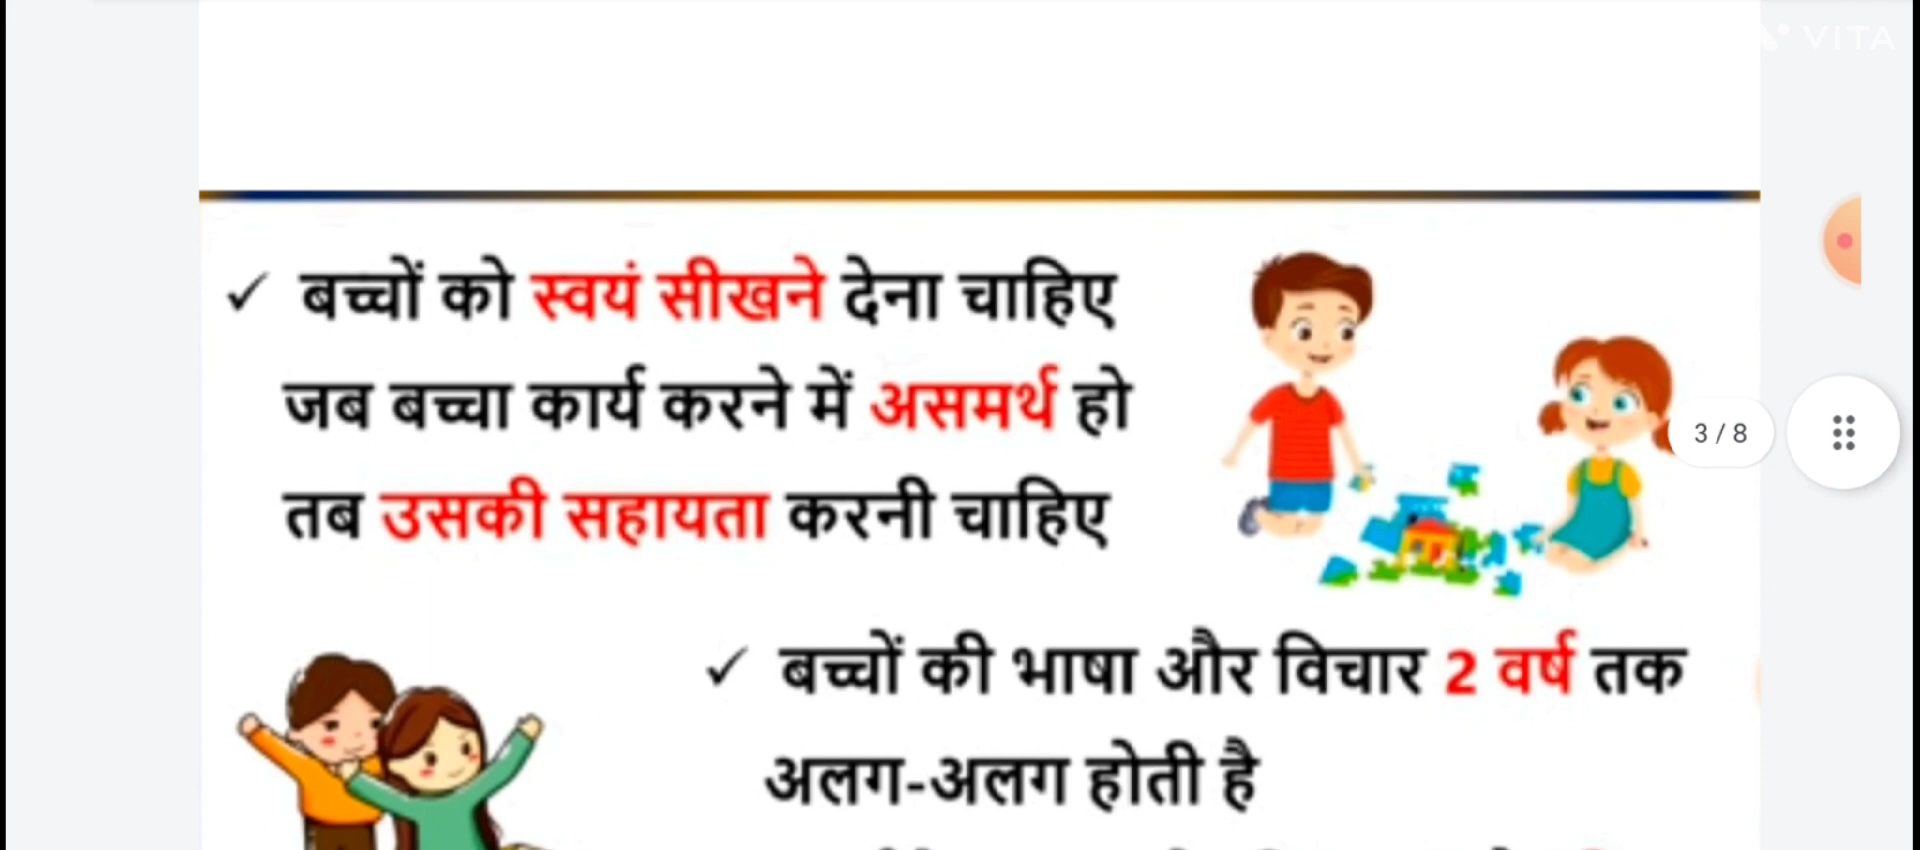 VITA
✓ बच्चों को स्वयं सीखने देना चाहिए
जब बच्चा कार्य करने में असमर्थ हो
तब उसकी सहायता करनी चाहिए
3 / 8
✓ बच्चों की भाषा और विचार 2 वर्ष तक
अलग-अलग होती है